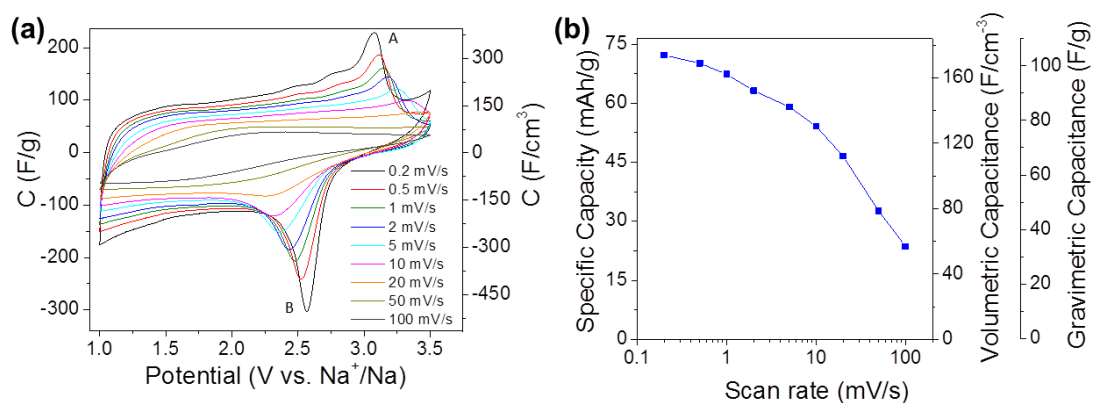 (a)
A
B
C (F/g)
200
100
0
-100
-200
-300
C (F/cm³)
300
150
0
-150
-300
-450
0.2 mV/s
0.5 mV/s
1 mV/s
2 mV/s
5 mV/s
10 mV/s
20 mV/s
50 mV/s
100 mV/s
1.0 1.5 2.0 2.5 3.0 3.5
Potential (V vs. Na⁺/Na)
(b)
Specific Capacity (mAh/g)
75
60
45
30
15
0
Volumetric Capacitance (F/cm⁻³)
160
120
80
40
0
Gravimetric Capacitance (F/g)
100
80
60
40
20
0
0.1 1 10 100
Scan rate (mV/s)